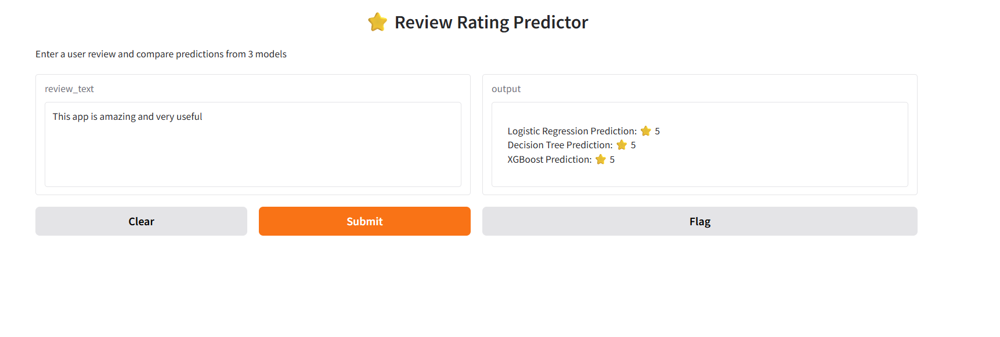 ⭐ Review Rating Predictor
Enter a user review and compare predictions from 3 models
review_text
This app is amazing and very useful
output
Logistic Regression Prediction: ⭐ 5
Decision Tree Prediction: ⭐ 5
XGBoost Prediction: ⭐ 5
Clear
Submit
Flag